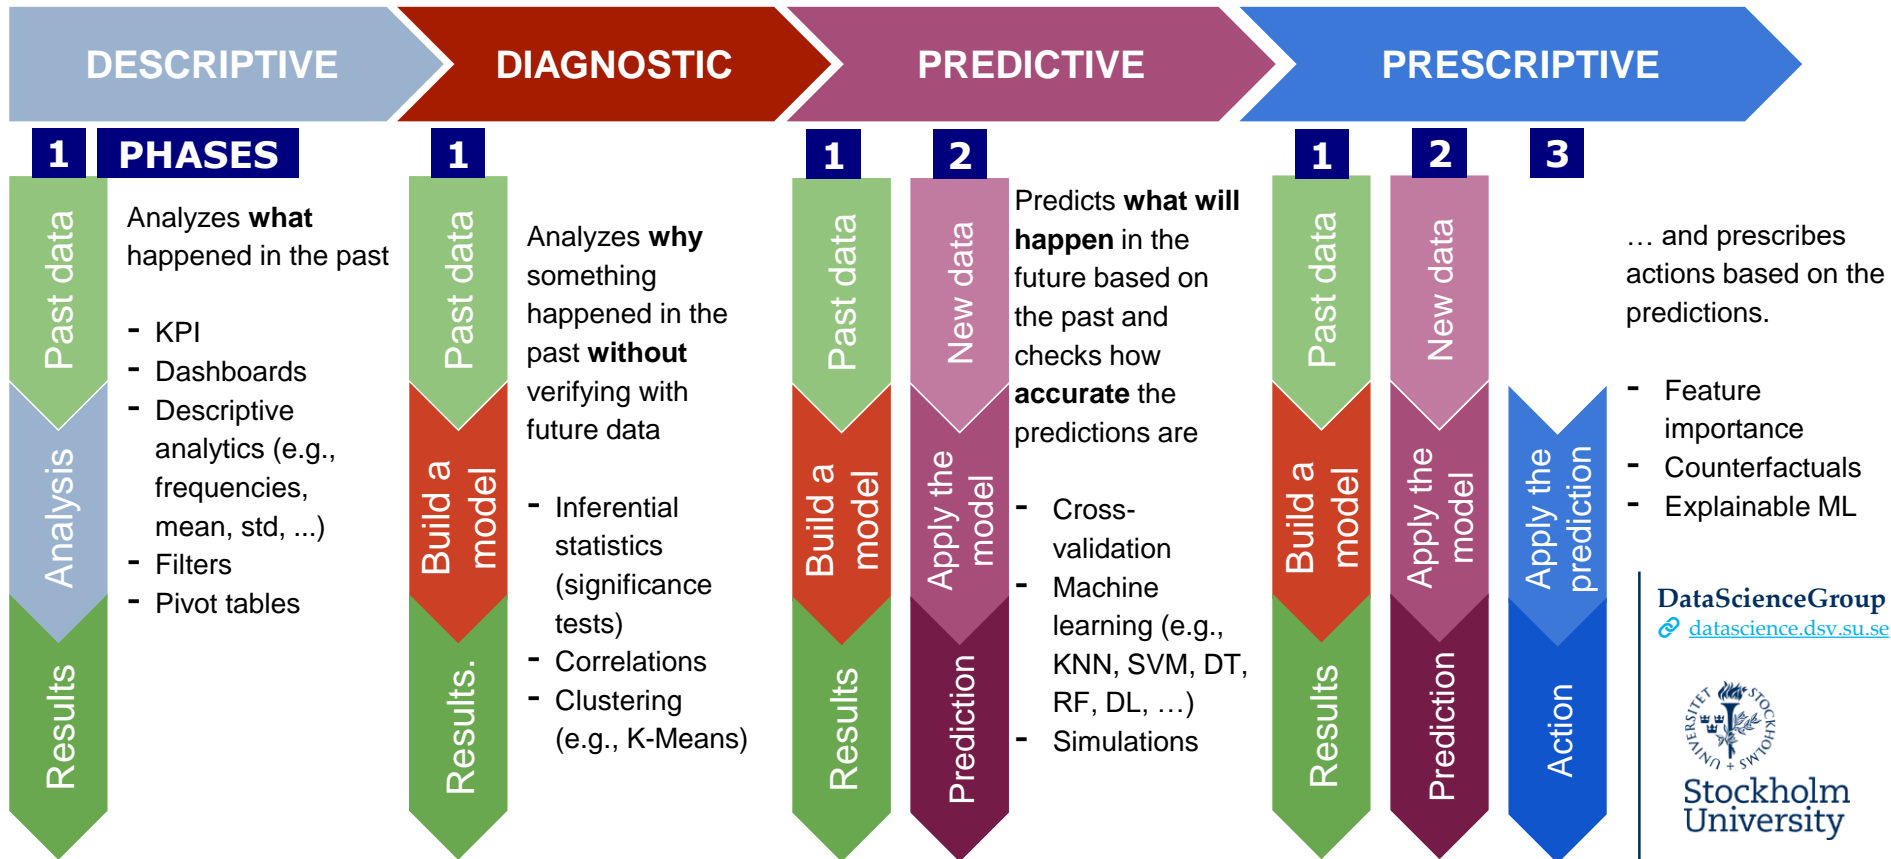 DESCRIPTIVE
DIAGNOSTIC
PREDICTIVE
PRESCRIPTIVE
1
PHASES
Past data
Analysis
Results
Analyzes what
happened in the past
- KPI
- Dashboards
- Descriptive
analytics (e.g.,
frequencies,
mean, std, ...)
- Filters
- Pivot tables
1
Past data
Build a
model
Results.
Analyzes why
something
happened in the
past without
verifying with
future data
- Inferential
statistics
(significance
tests)
- Correlations
- Clustering
(e.g., K-Means)
1
Past data
Build a
model
Results
2
New data
Apply the
model
Prediction
Predicts what will
happen in the
future based on
the past and
checks how
accurate the
predictions are
- Cross-
validation
- Machine
learning (e.g.,
KNN, SVM, DT,
RF, DL, …)
- Simulations
1
Past data
Build a
model
Results
2
New data
Apply the
model
Prediction
3
Apply the
prediction
Action
… and prescribes
actions based on the
predictions.
- Feature
importance
- Counterfactuals
- Explainable ML
DataScienceGroup
datascience.dsv.su.se
STOCKHOLMS UNIVERSITET
Stockholm
University